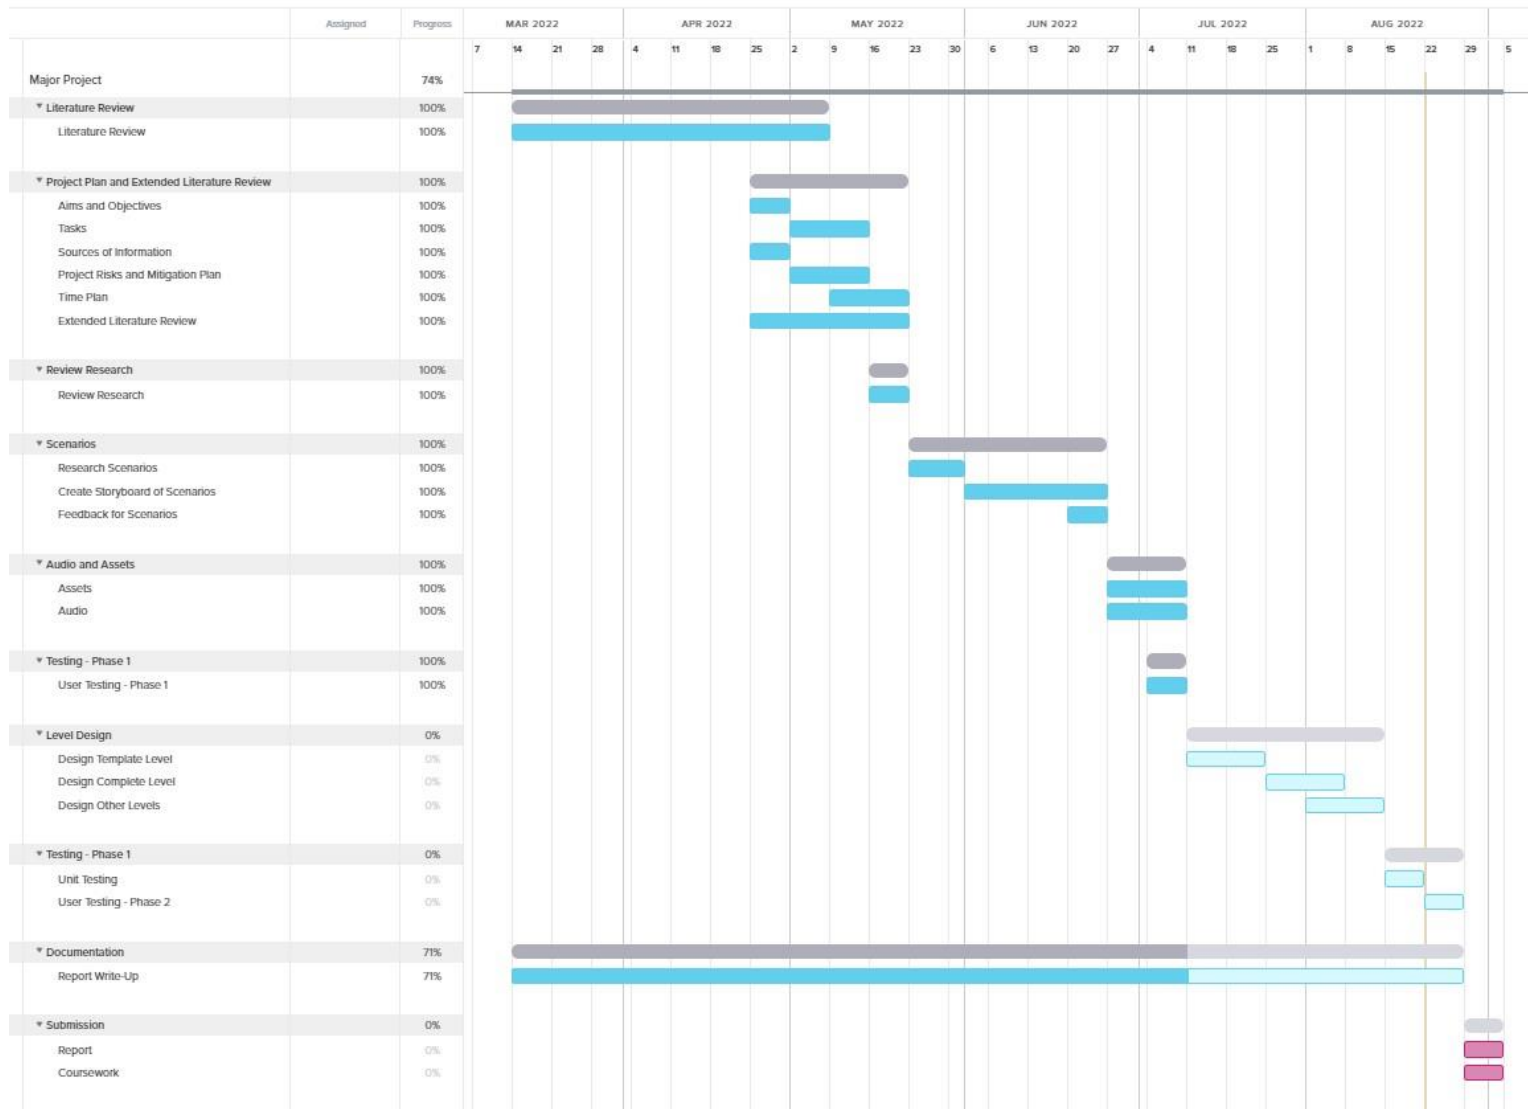 Assigned Progress MAR 2022 APR 2022 MAY 2022 JUN 2022 JUL 2022 AUG 2022
7 14 21 28 4 11 18 25 2 9 16 23 30 6 13 20 27 4 11 18 25 1 8 15 22 29 5
Major Project 74%
Literature Review 100%
Literature Review 100%
Project Plan and Extended Literature Review 100%
Aims and Objectives 100%
Tasks 100%
Sources of Information 100%
Project Risks and Mitigation Plan 100%
Time Plan 100%
Extended Literature Review 100%
Review Research 100%
Review Research 100%
Scenarios 100%
Research Scenarios 100%
Create Storyboard of Scenarios 100%
Feedback for Scenarios 100%
Audio and Assets 100%
Assets 100%
Audio 100%
Testing - Phase 1 100%
User Testing - Phase 1 100%
Level Design 0%
Design Template Level 0%
Design Complete Level 0%
Design Other Levels 0%
Testing - Phase 1 0%
Unit Testing 0%
User Testing - Phase 2 0%
Documentation 71%
Report Write-Up 71%
Submission 0%
Report 0%
Coursework 0%